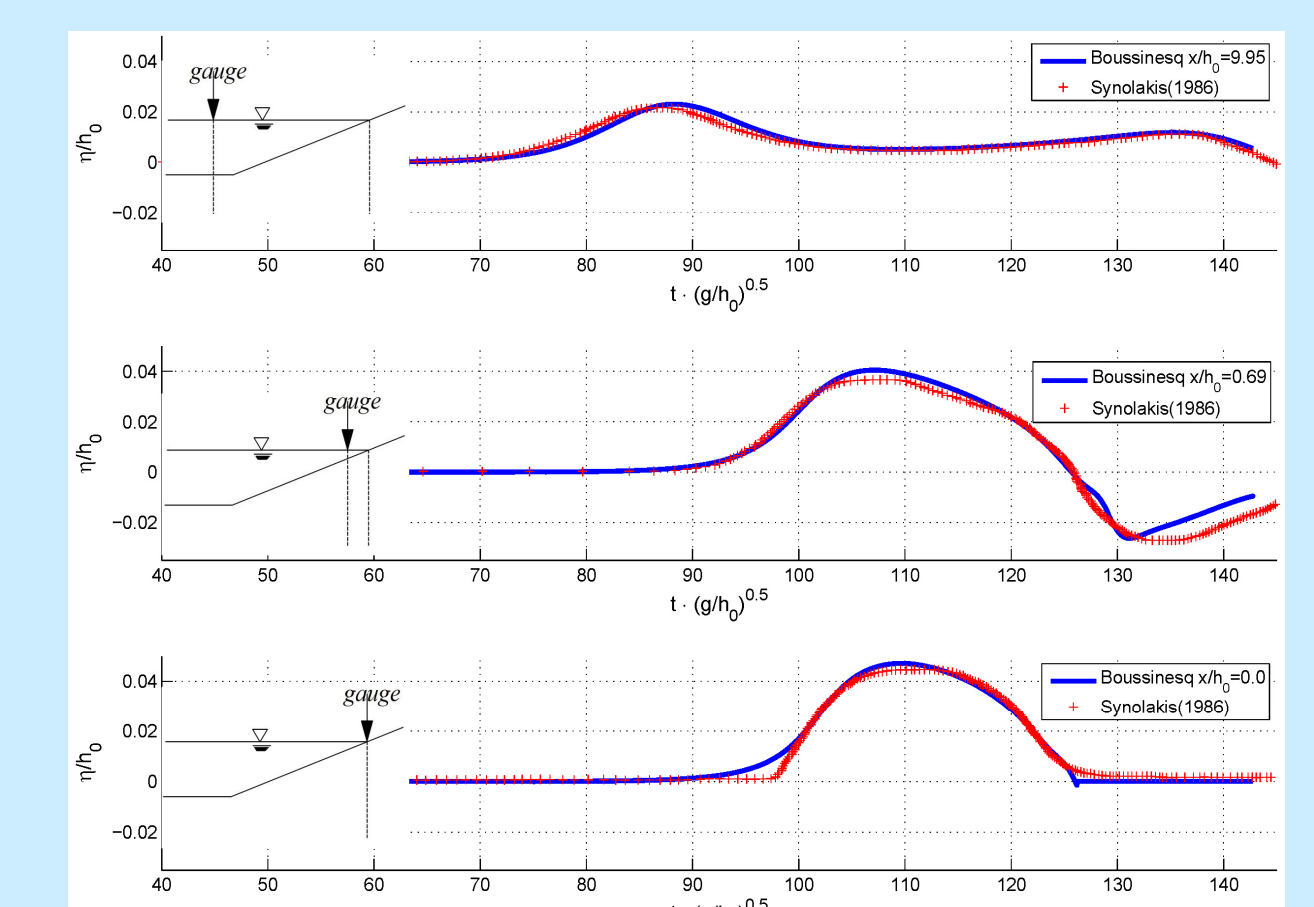 0.04
0.02
0
−0.02
η/h0
gauge
Boussinesq x/h0=9.95
Synolakis(1986)
40 50 60 70 80 90 100 110 120 130 140
t · (g/h0)0.5
0.04
0.02
0
−0.02
η/h0
gauge
Boussinesq x/h0=0.69
Synolakis(1986)
40 50 60 70 80 90 100 110 120 130 140
t · (g/h0)0.5
0.04
0.02
0
−0.02
η/h0
gauge
Boussinesq x/h0=0.0
Synolakis(1986)
40 50 60 70 80 90 100 110 120 130 140
0.5